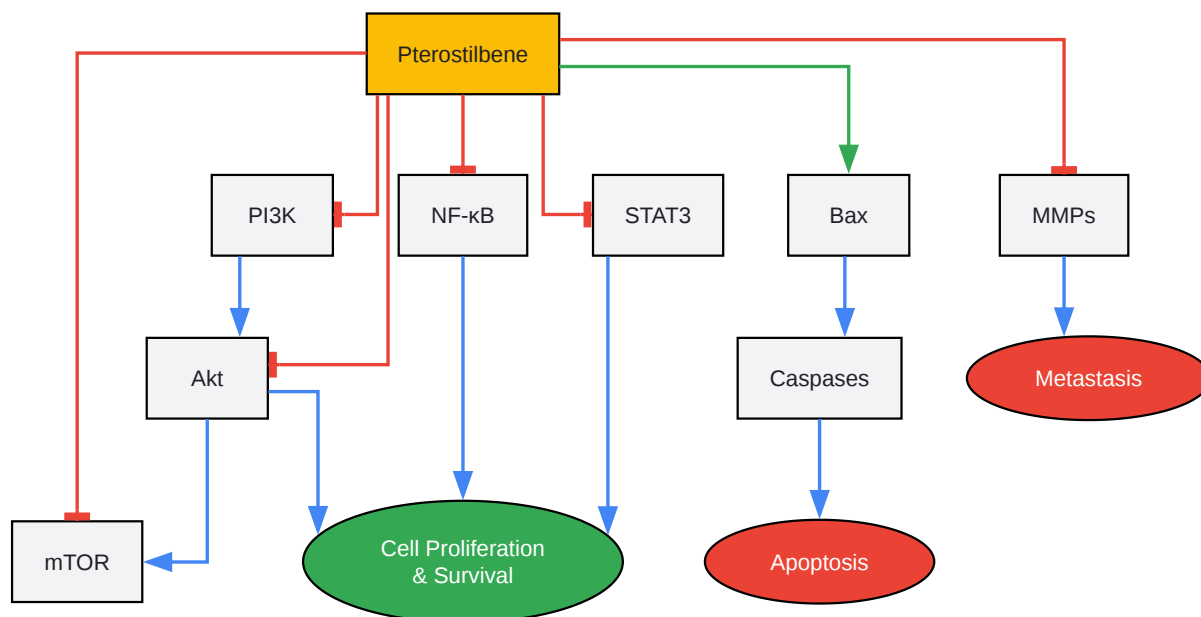 Pterostilbene
PI3K
NF-κB
STAT3
Bax
MMPs
Akt
Caspases
Metastasis
mTOR
Cell Proliferation
& Survival
Apoptosis